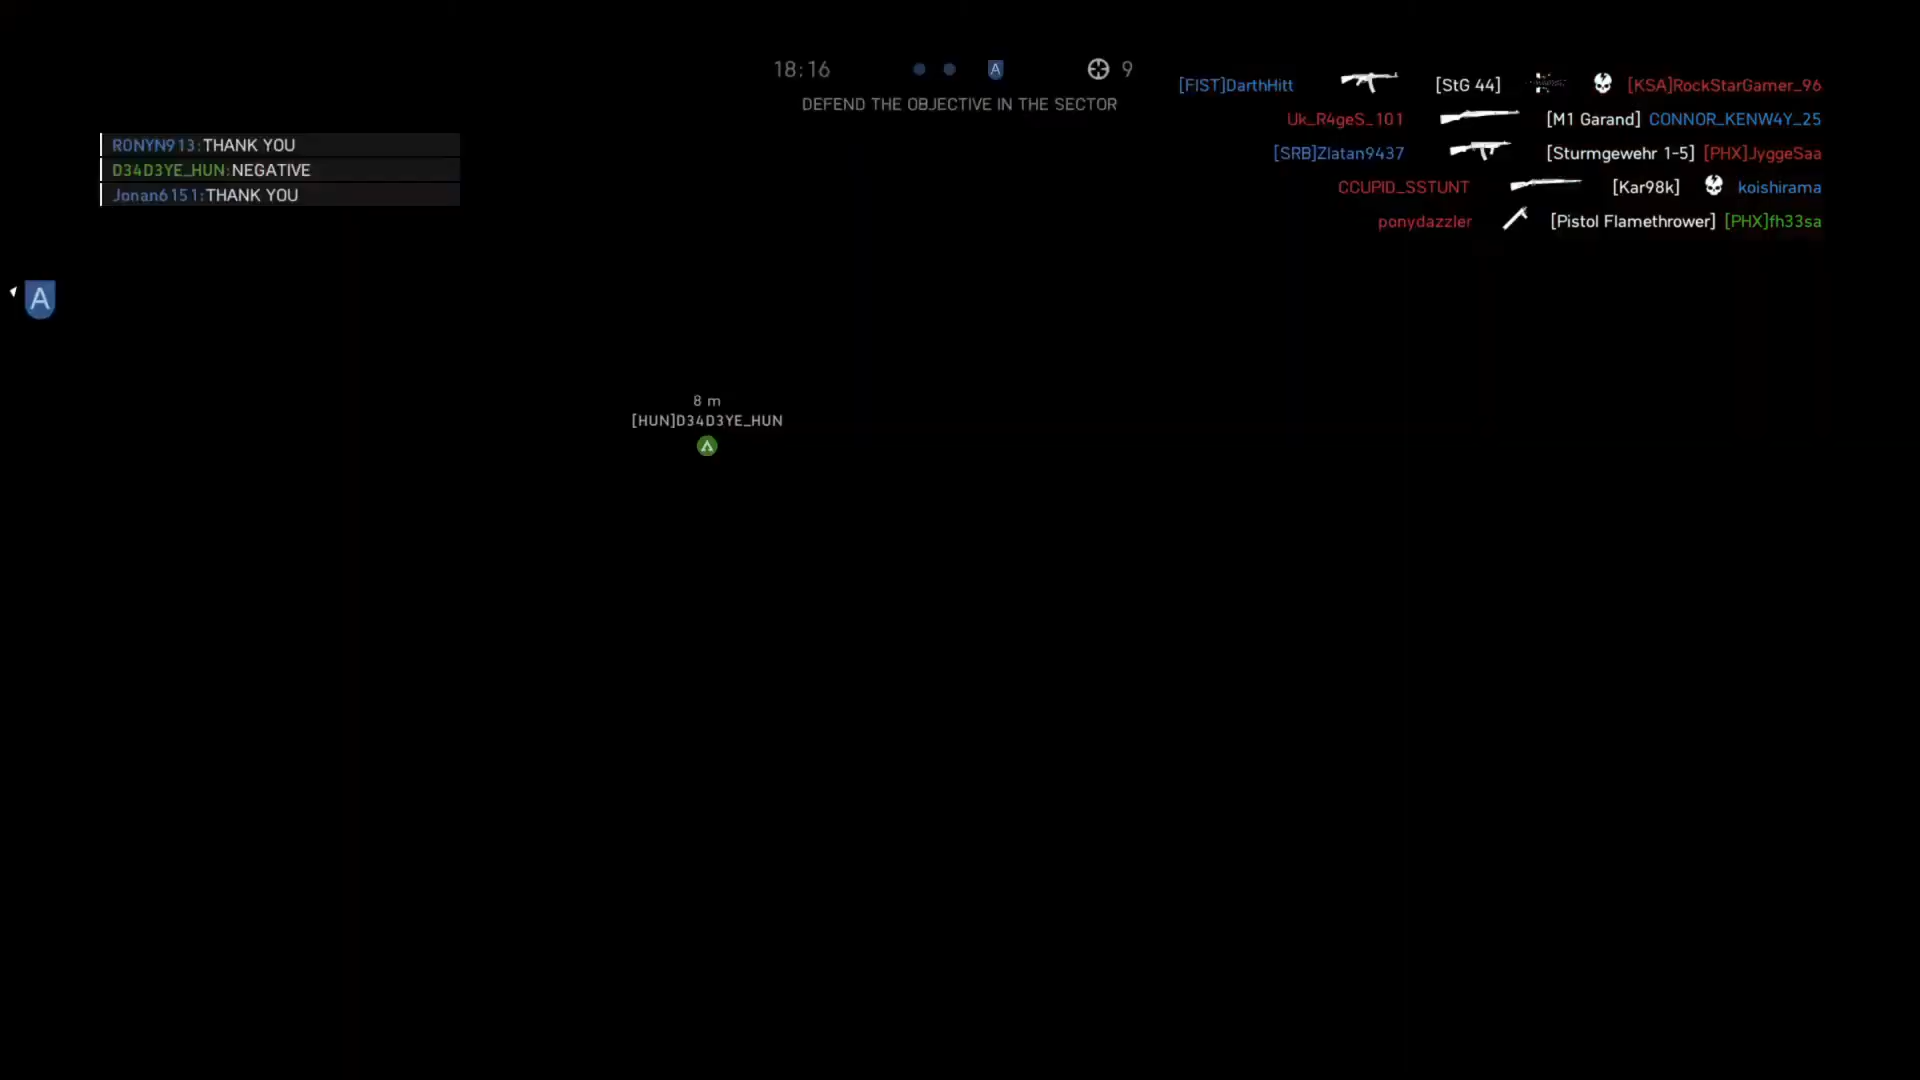 18:16 A 9
DEFEND THE OBJECTIVE IN THE SECTOR
[FIST]DarthHitt [StG 44] [KSA]RockStarGamer_96
Uk_R4geS_101 [M1 Garand] CONNOR_KENW4Y_25
[SRB]Zlatan9437 [Sturmgewehr 1-5] [PHX]JyggeSaa
CCUPID_SSTUNT [Kar98k] koishirama
ponydazzler [Pistol Flamethrower] [PHX]fh33sa
RONYN913:THANK YOU
D34D3YE_HUN:NEGATIVE
Jonan6151:THANK YOU
A
8 m
[HUN]D34D3YE_HUN